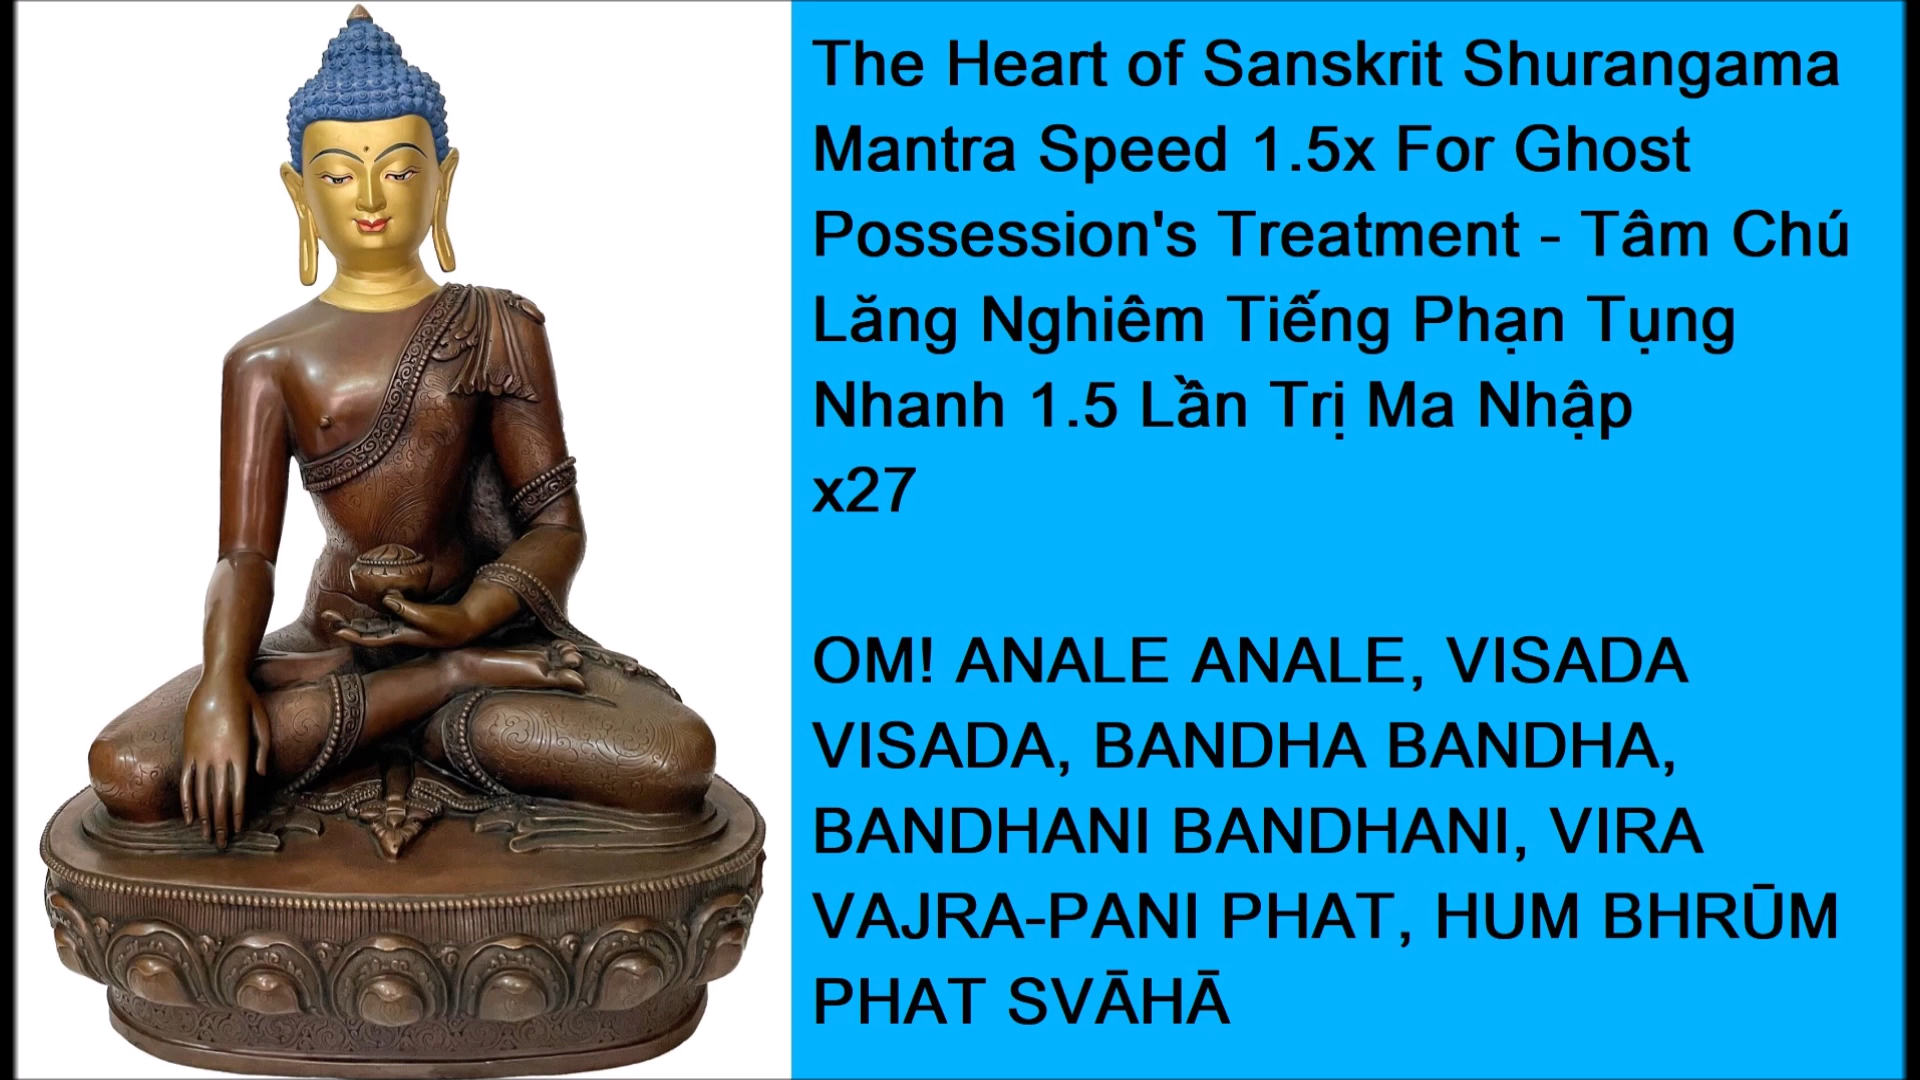 The Heart of Sanskrit Shurangama
Mantra Speed 1.5x For Ghost
Possession's Treatment - Tâm Chú
Lăng Nghiêm Tiếng Phạn Tụng
Nhanh 1.5 Lần Trị Ma Nhập
x27
OM! ANALE ANALE, VISADA
VISADA, BANDHA BANDHA,
BANDHANI BANDHANI, VIRA
VAJRA-PANI PHAT, HUM BHRŪM
PHAT SVĀHĀ